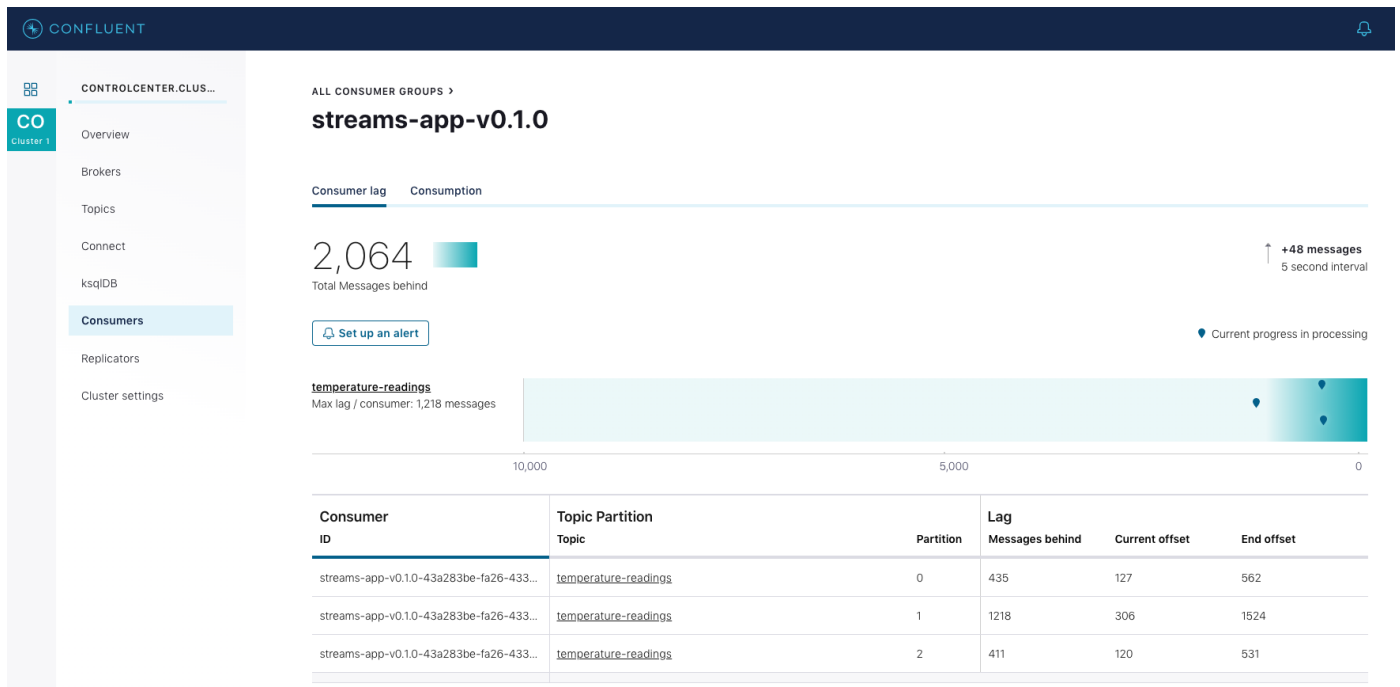 CONFLUENT
CONTROLCENTER.CLUS...
CO
Cluster 1
Overview
Brokers
Topics
Connect
ksqlDB
Consumers
Replicators
Cluster settings
ALL CONSUMER GROUPS >
streams-app-v0.1.0
Consumer lag Consumption
2,064
Total Messages behind
+48 messages
5 second interval
Set up an alert
Current progress in processing
temperature-readings
Max lag / consumer: 1,218 messages
10,000 5,000 0
Consumer Topic Partition Lag
ID Topic Partition Messages behind Current offset End offset
streams-app-v0.1.0-43a283be-fa26-433... temperature-readings 0 435 127 562
streams-app-v0.1.0-43a283be-fa26-433... temperature-readings 1 1218 306 1524
streams-app-v0.1.0-43a283be-fa26-433... temperature-readings 2 411 120 531